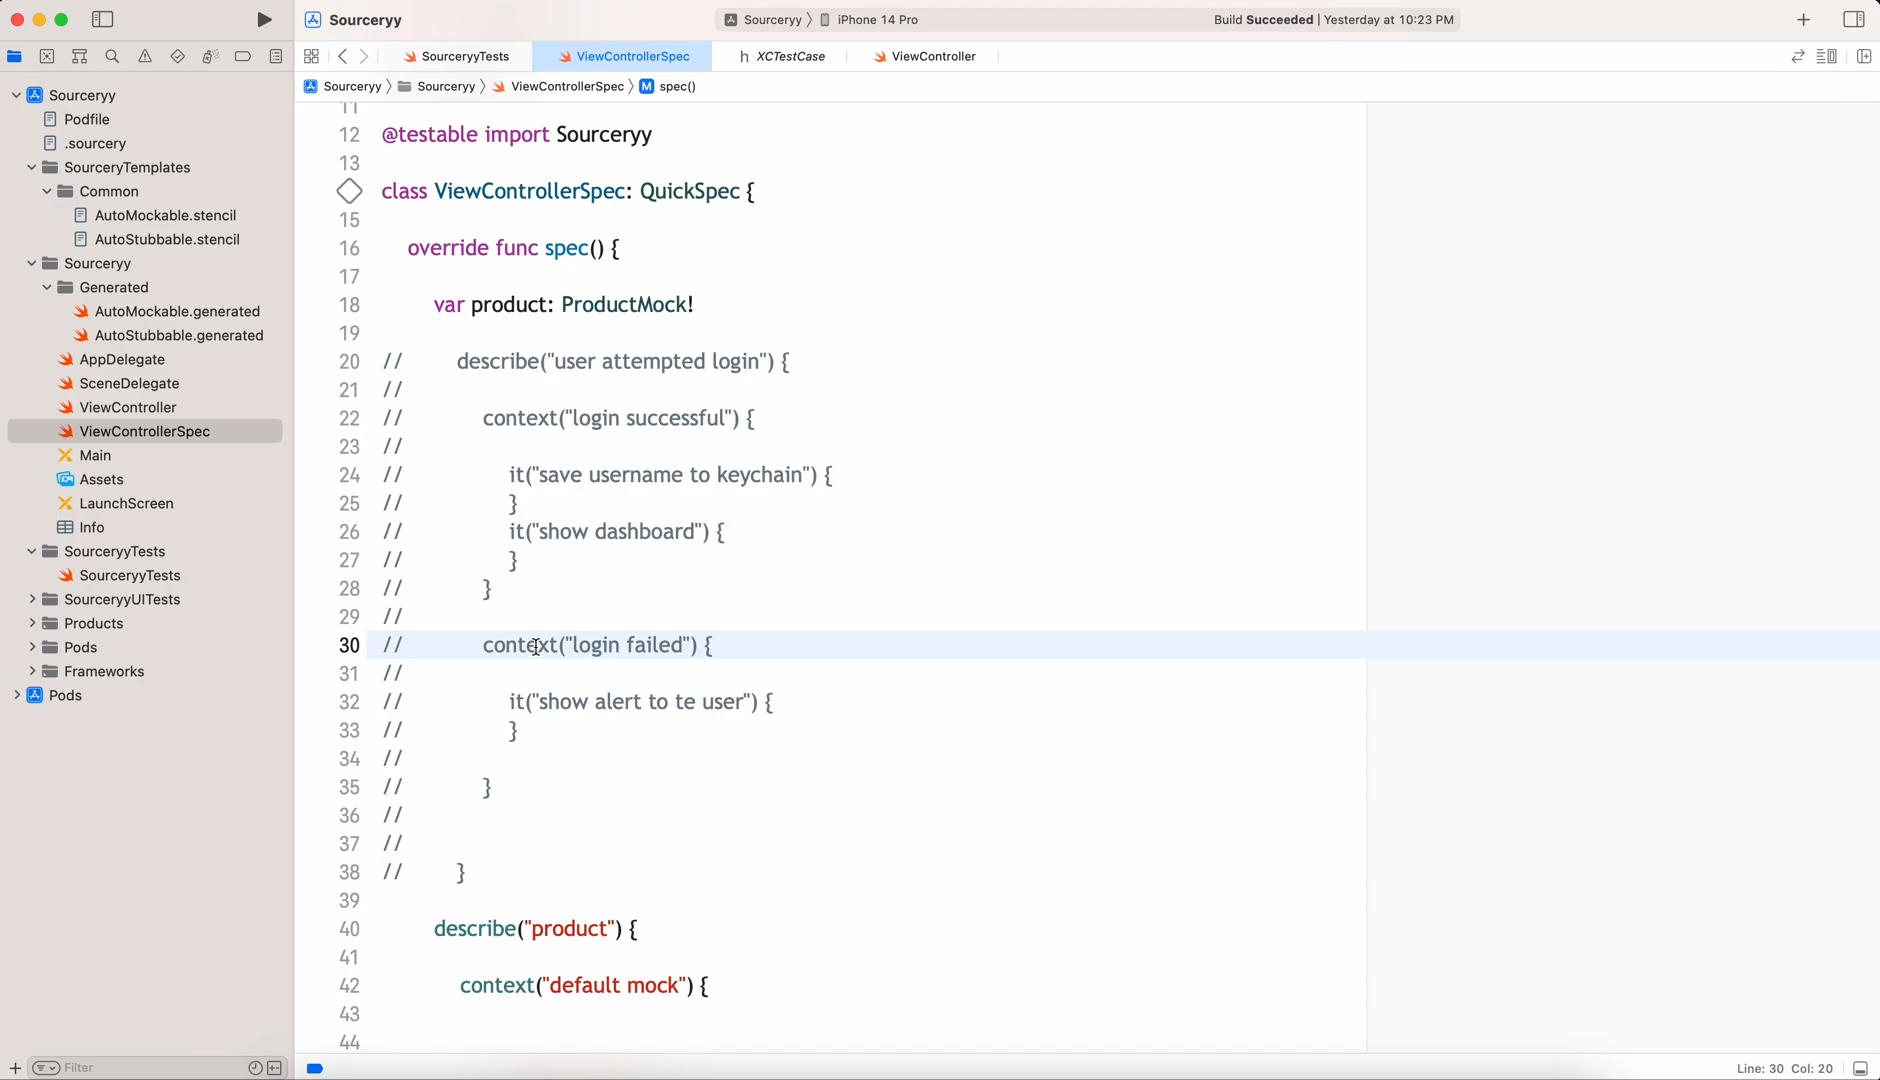 Sourceryy
Sourceryy 〉 iPhone 14 Pro
Build Succeeded | Yesterday at 10:23 PM
SourceryyTests
ViewControllerSpec
h XCTestCase
ViewController
Sourceryy 〉 Sourceryy 〉 ViewControllerSpec 〉 M spec()
Sourceryy
Podfile
.sourcery
SourceryTemplates
Common
AutoMockable.stencil
AutoStubbable.stencil
Sourceryy
Generated
AutoMockable.generated
AutoStubbable.generated
AppDelegate
SceneDelegate
ViewController
ViewControllerSpec
Main
Assets
LaunchScreen
Info
SourceryyTests
SourceryyTests
SourceryyUITests
Products
Pods
Frameworks
Pods
Filter
11
12 @testable import Sourceryy
13
class ViewControllerSpec: QuickSpec {
15
16 override func spec() {
17
18 var product: ProductMock!
19
20 // describe("user attempted login") {
21 //
22 // context("login successful") {
23 //
24 // it("save username to keychain") {
25 // }
26 // it("show dashboard") {
27 // }
28 // }
29 //
30 // context("login failed") {
31 //
32 // it("show alert to te user") {
33 // }
34 //
35 // }
36 //
37 //
38 // }
39
40 describe("product") {
41
42 context("default mock") {
43
44
Line: 30 Col: 20